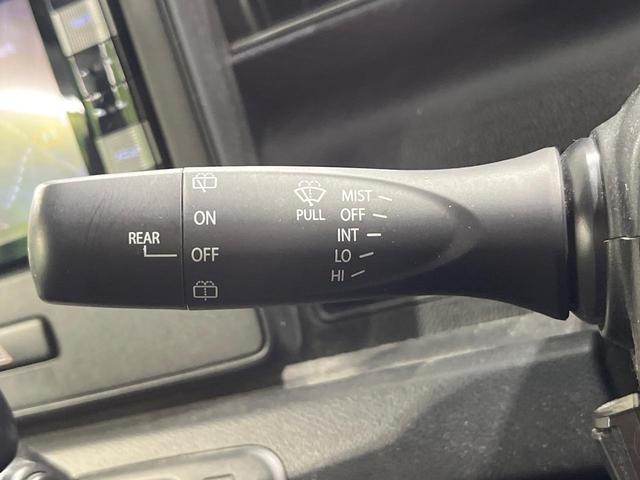 REAR
ON
OFF
PULL
MIST
OFF
INT
LO
HI